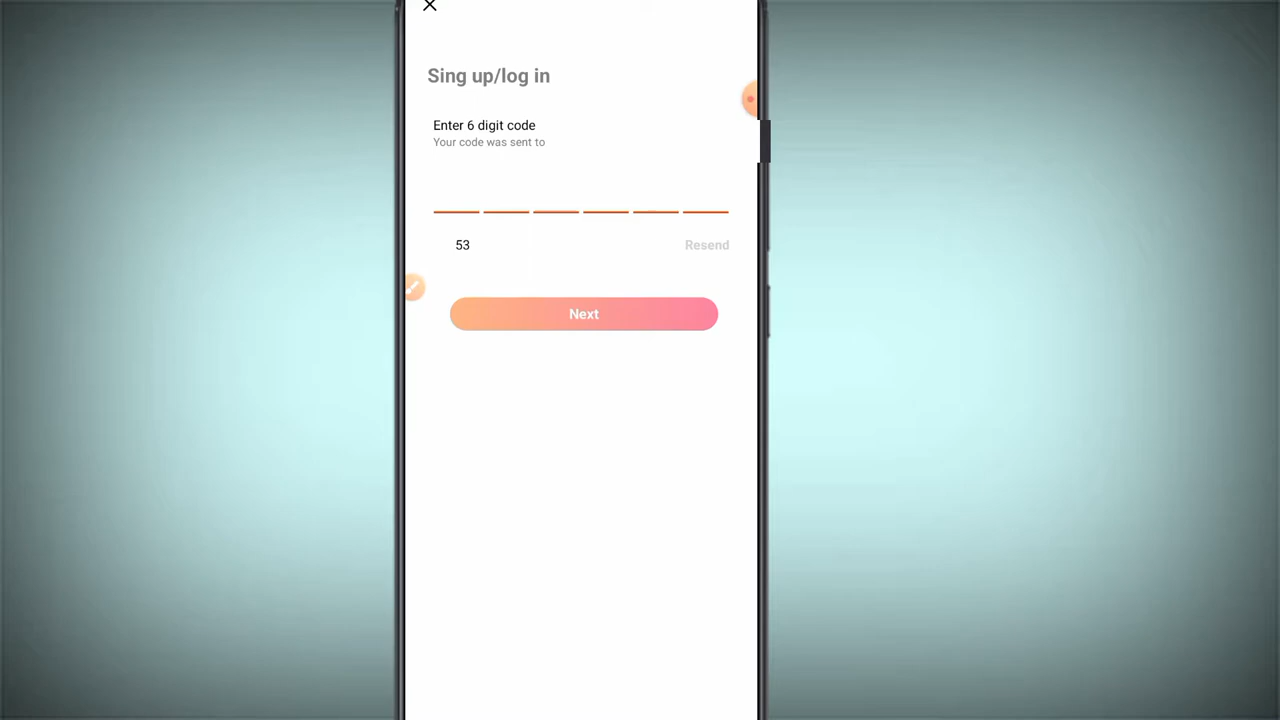 Sing up/log in
Enter 6 digit code
Your code was sent to
53
Resend
Next